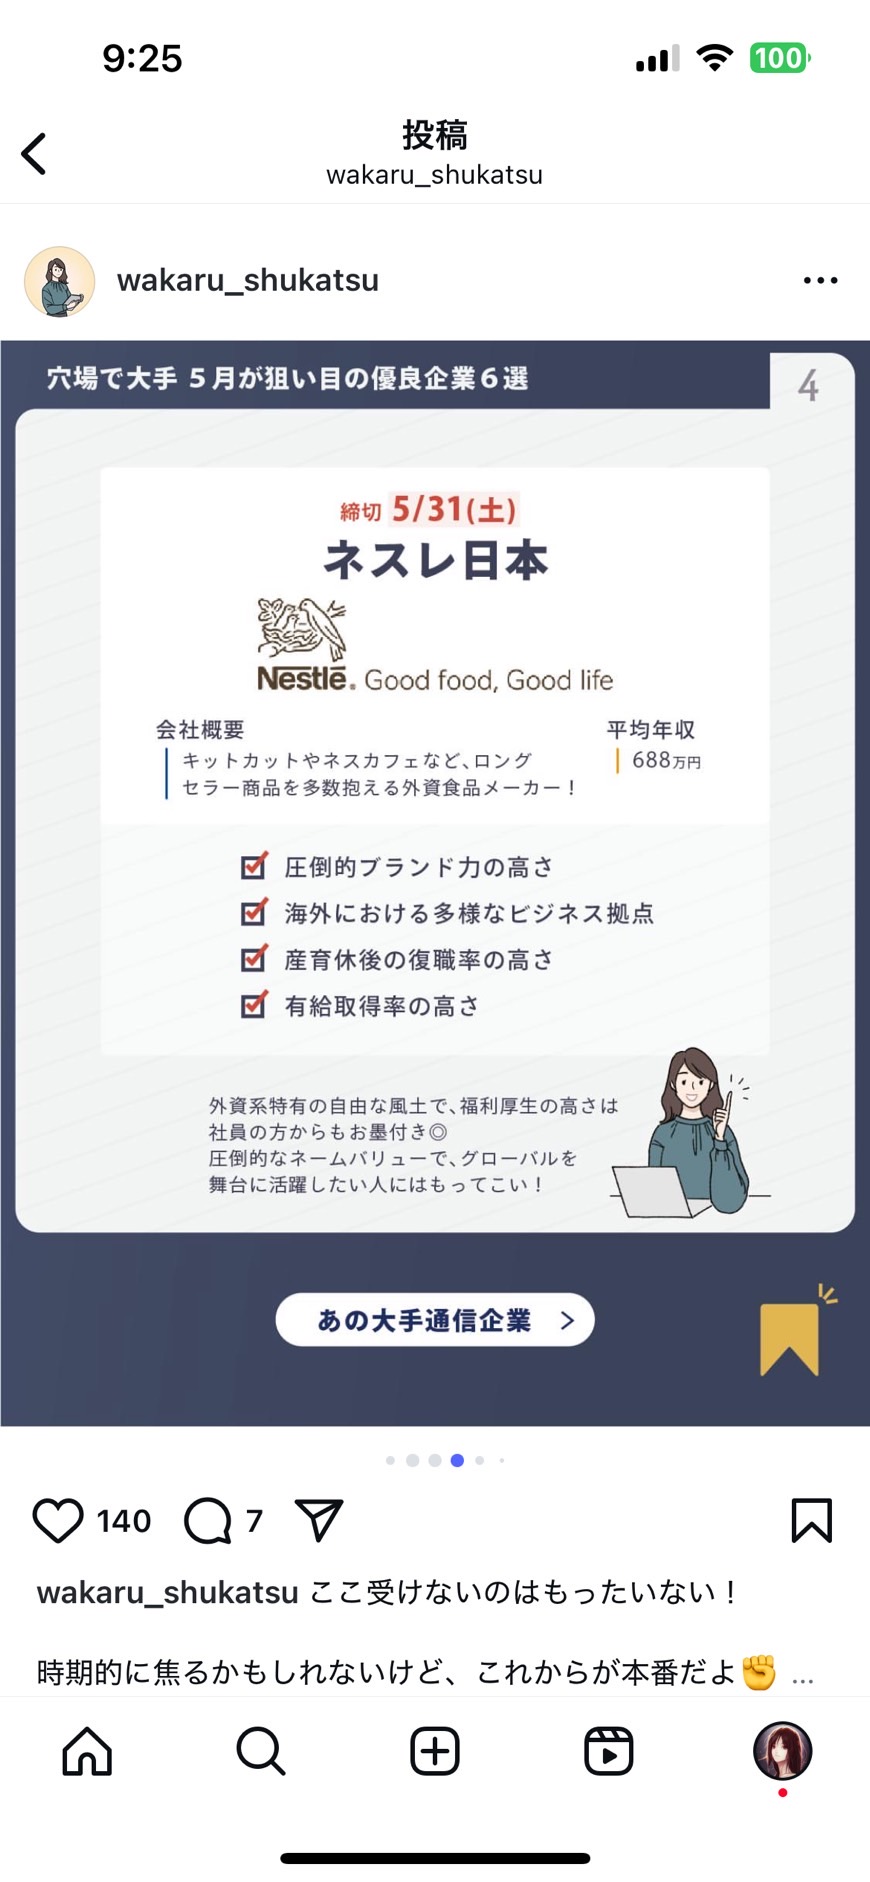 9:25
100
投稿
wakaru_shukatsu
wakaru_shukatsu
穴場で大手 5月が狙い目の優良企業6選
4
締切 5/31(土)
ネスレ日本
Nestlé. Good food, Good life
会社概要
キットカットやネスカフェなど、ロング
セラー商品を多数抱える外資食品メーカー！
平均年収
688万円
圧倒的ブランド力の高さ
海外における多様なビジネス拠点
産育休後の復職率の高さ
有給取得率の高さ
外資系特有の自由な風土で、福利厚生の高さは
社員の方からもお墨付き◎
圧倒的なネームバリューで、グローバルを
舞台に活躍したい人にはもってこい！
あの大手通信企業 >
140
7
wakaru_shukatsu ここ受けないのはもったいない！
時期的に焦るかもしれないけど、これからが本番だよ✊ ...